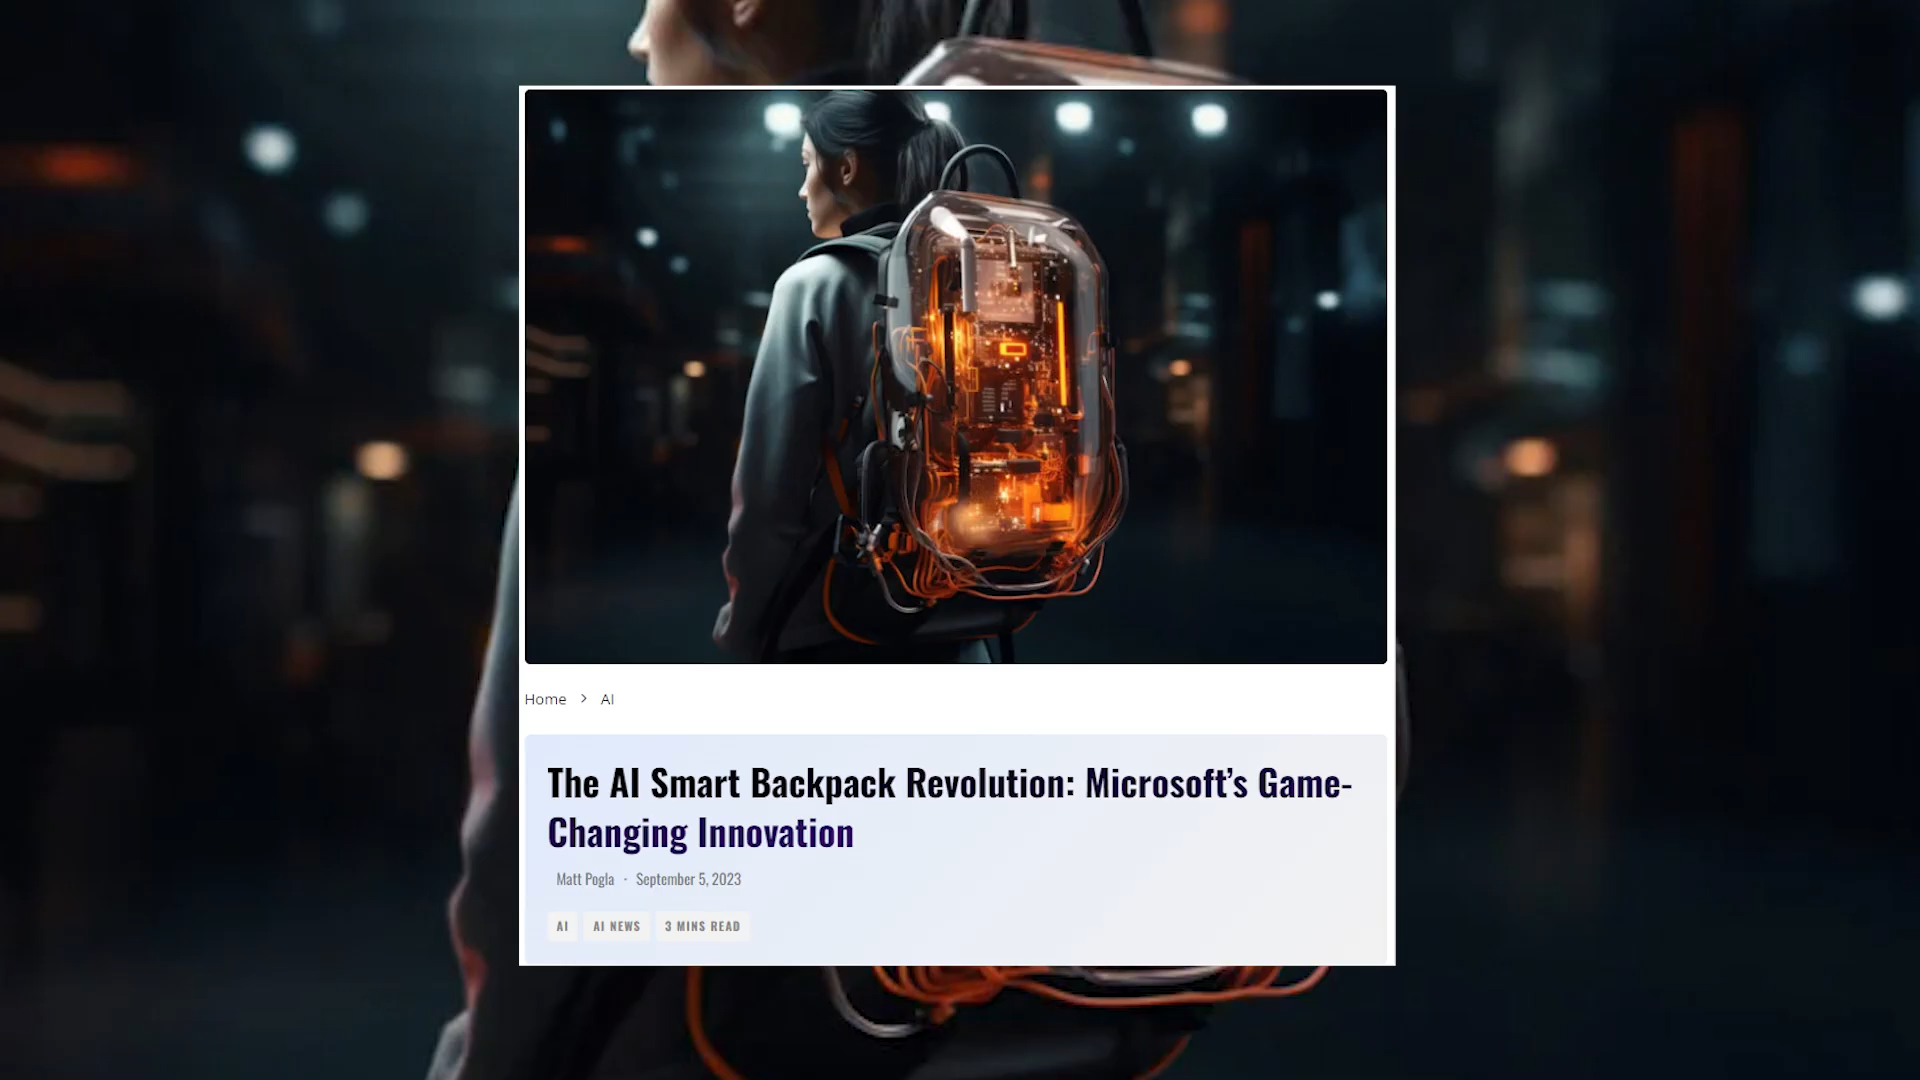 Home > AI
The AI Smart Backpack Revolution: Microsoft’s Game-
Changing Innovation
Matt Pogla · September 5, 2023
AI AI NEWS 3 MINS READ